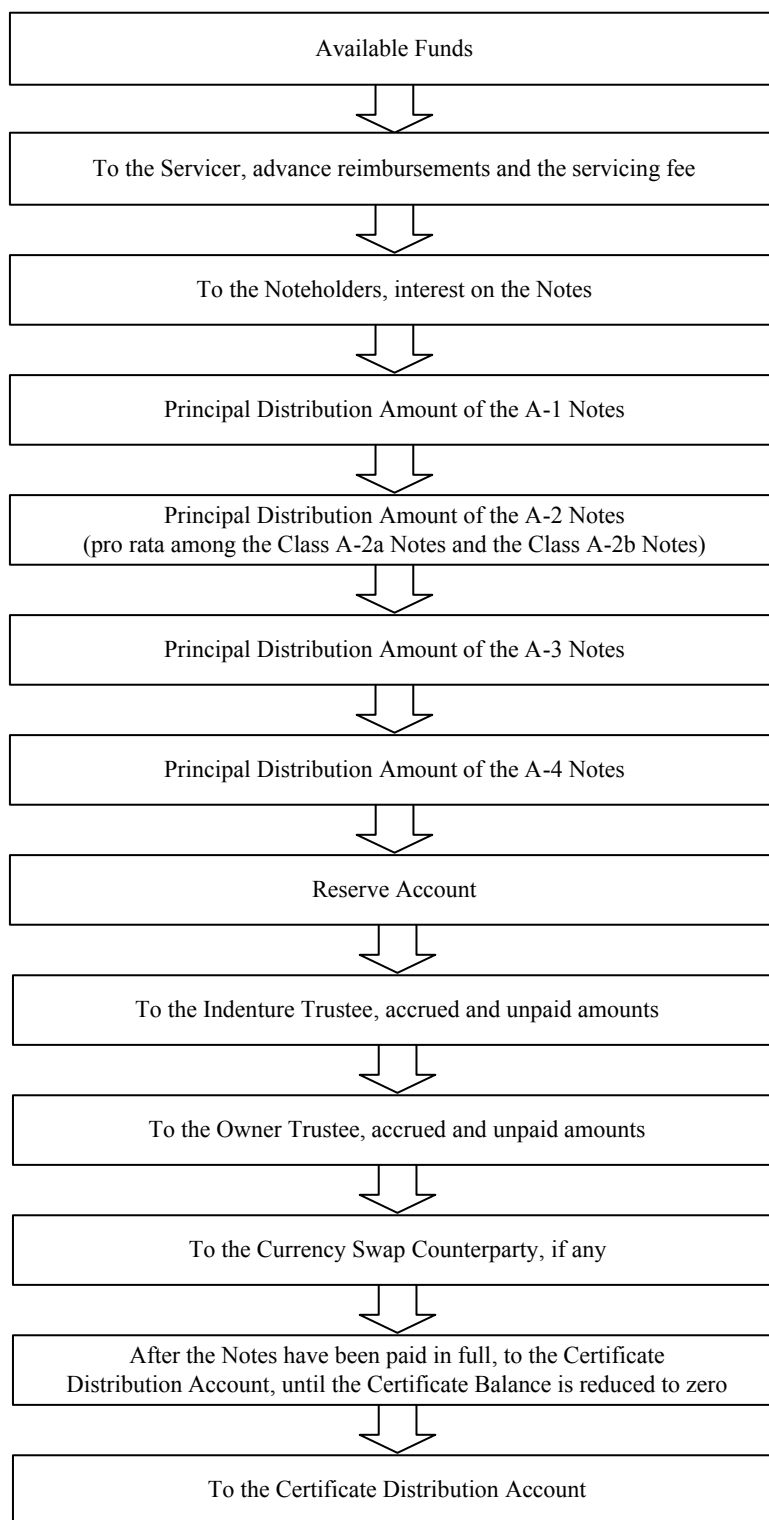 Available Funds
To the Servicer, advance reimbursements and the servicing fee
To the Noteholders, interest on the Notes
Principal Distribution Amount of the A-1 Notes
Principal Distribution Amount of the A-2 Notes
(pro rata among the Class A-2a Notes and the Class A-2b Notes)
Principal Distribution Amount of the A-3 Notes
Principal Distribution Amount of the A-4 Notes
Reserve Account
To the Indenture Trustee, accrued and unpaid amounts
To the Owner Trustee, accrued and unpaid amounts
To the Currency Swap Counterparty, if any
After the Notes have been paid in full, to the Certificate
Distribution Account, until the Certificate Balance is reduced to zero
To the Certificate Distribution Account